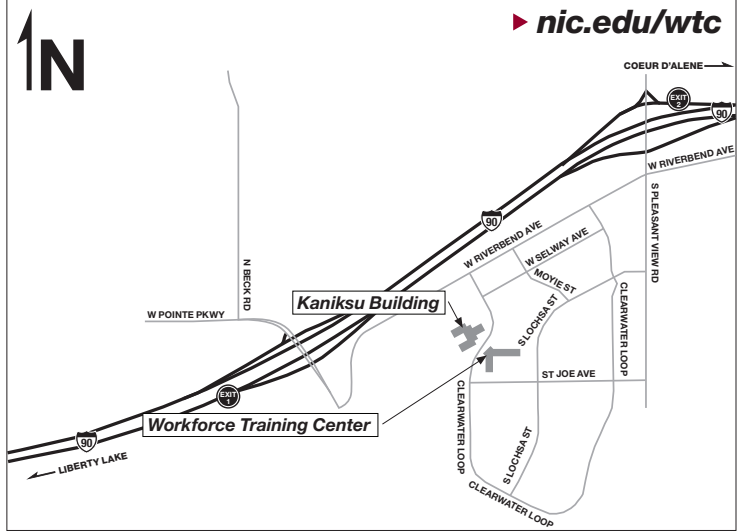 N
nic.edu/wtc
COEUR D'ALENE
EXIT
2
90
W RIVERBEND AVE
S PLEASANT VIEW RD
90
W RIVERBEND AVE
W SELWAY AVE
MOYIE ST
N BECK RD
Kaniksu Building
S LOCHSA ST
CLEARWATER LOOP
W POINTE PKWY
ST JOE AVE
EXIT
1
Workforce Training Center
CLEARWATER LOOP
90
LIBERTY LAKE
S LOCHSA ST
CLEARWATER LOOP